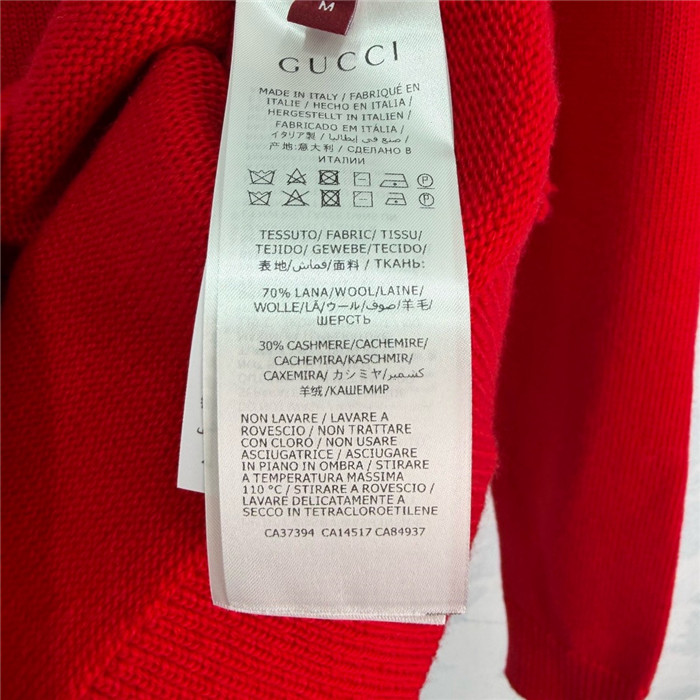 M
GUCCI
MADE IN ITALY / FABRIQUÉ EN
ITALIE / HECHO EN ITALIA /
HERGESTELLT IN ITALIEN /
FABRICADO EM ITÁLIA /
イタリア製 / صنع في إيطاليا /
产地:意大利 / СДЕЛАНО В
ИТАЛИИ
TESSUTO/ FABRIC/ TISSU/
TEJIDO/ GEWEBE/TECIDO/
表地/قماش/面料 / ТКАНЬ:
70% LANA/WOOL/LAINE/
WOLLE/LÃ/ウール/صوف/羊毛/
ШЕРСТЬ
30% CASHMERE/CACHEMIRE/
CACHEMIRA/KASCHMIR/
CAXEMIRA/ カシミヤ/كشمير/
羊绒/КАШЕМИР
NON LAVARE / LAVARE A
ROVESCIO / NON TRATTARE
CON CLORO / NON USARE
ASCIUGATRICE / ASCIUGARE
IN PIANO IN OMBRA / STIRARE
A TEMPERATURA MASSIMA
110 °C / STIRARE A ROVESCIO /
LAVARE DELICATAMENTE A
SECCO IN TETRACLOROETILENE
CA37394 CA14517 CA84937